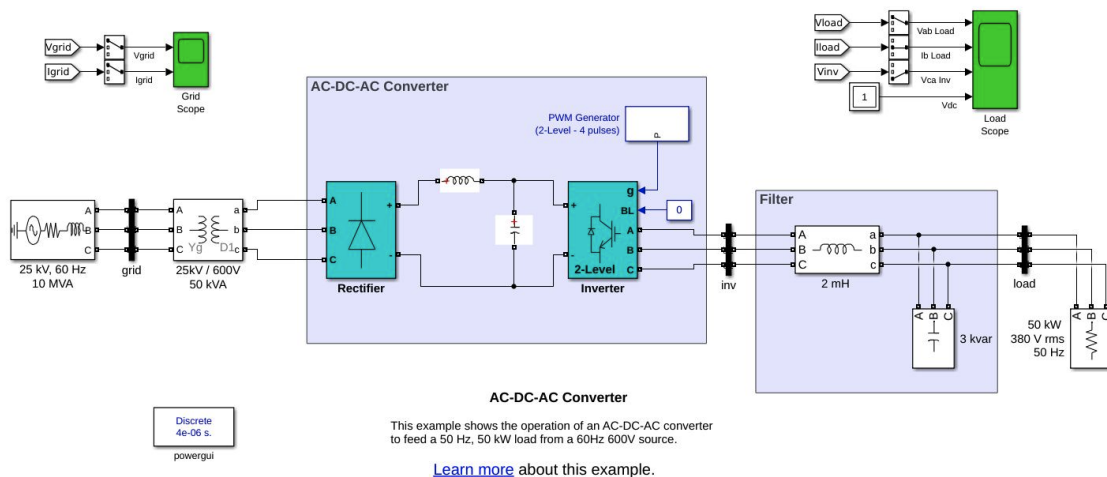 Vgrid
Igrid
Vgrid
Igrid
Grid
Scope
Vload
Iload
Vinv
1
Vab Load
Ib Load
Vca Inv
Vdc
Load
Scope
AC-DC-AC Converter
PWM Generator
(2-Level - 4 pulses)
P
A
B
C
25 kV, 60 Hz
10 MVA
grid
A
B
C
a
b
c
Yg
D1
25kV / 600V
50 kVA
A
B
C
+
-
Rectifier
+
+
+
-
g
BL
A
B
C
2-Level
Inverter
0
inv
Filter
A
B
C
a
b
c
2 mH
A B C
3 kvar
load
A B C
50 kW
380 V rms
50 Hz
Discrete
4e-06 s.
powergui
AC-DC-AC Converter
This example shows the operation of an AC-DC-AC converter
to feed a 50 Hz, 50 kW load from a 60Hz 600V source.
Learn more about this example.